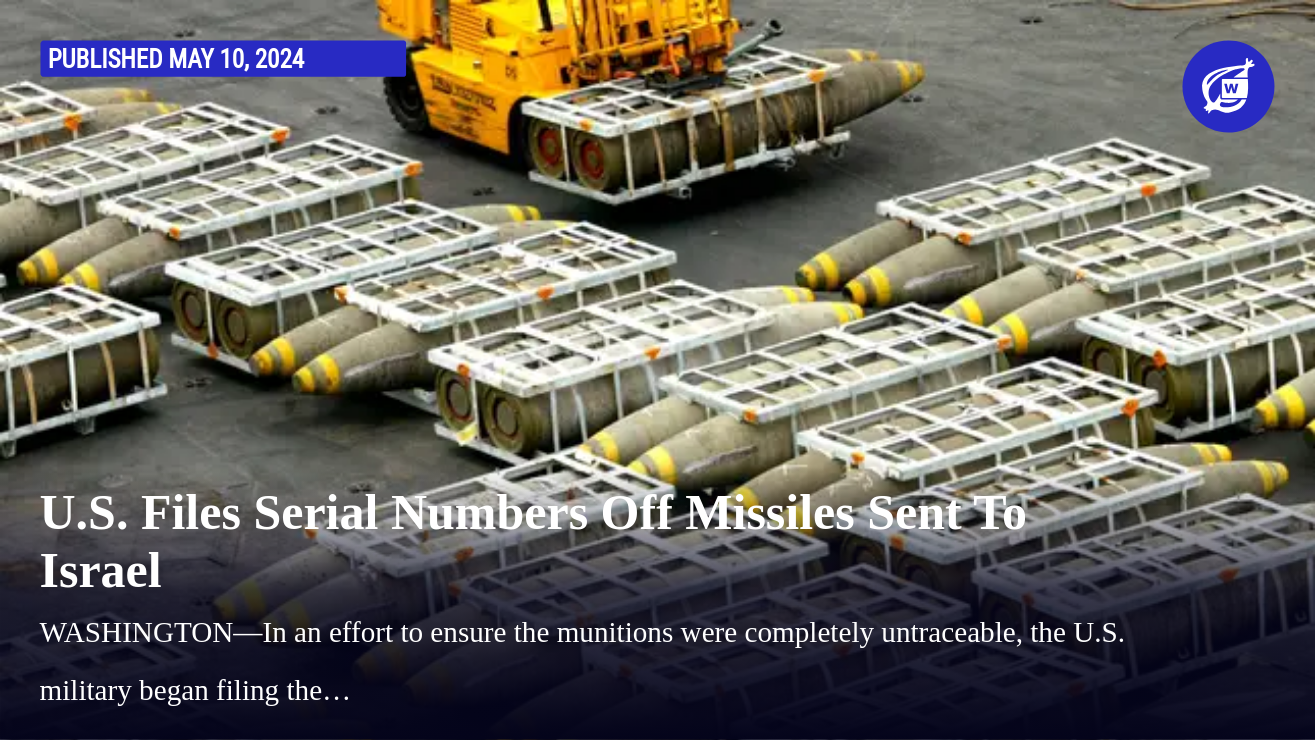 PUBLISHED MAY 10, 2024
W
U.S. Files Serial Numbers Off Missiles Sent To
Israel
WASHINGTON—In an effort to ensure the munitions were completely untraceable, the U.S.
military began filing the…